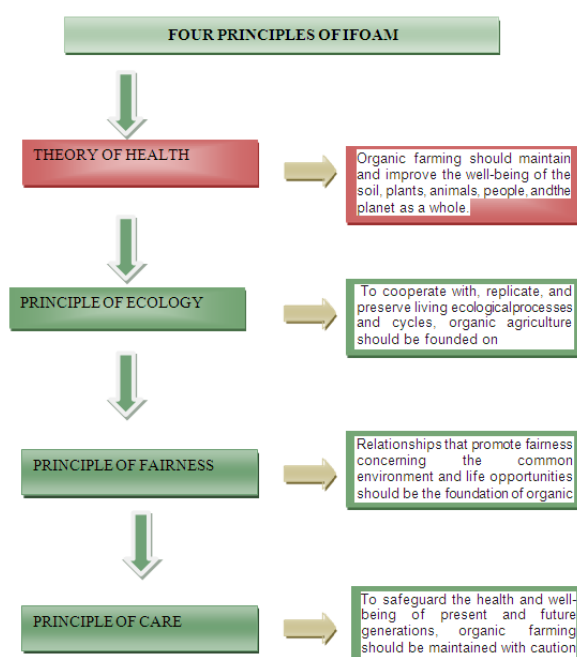 FOUR PRINCIPLES OF IFOAM
THEORY OF HEALTH
Organic farming should maintain
and improve the well-being of the
soil, plants, animals, people, andthe
planet as a whole.
PRINCIPLE OF ECOLOGY
To cooperate with, replicate, and
preserve living ecologicalprocesses
and cycles, organic agriculture
should be founded on
PRINCIPLE OF FAIRNESS
Relationships that promote fairness
concerning the common
environment and life opportunities
should be the foundation of organic
PRINCIPLE OF CARE
To safeguard the health and well-
being of present and future
generations, organic farming
should be maintained with caution